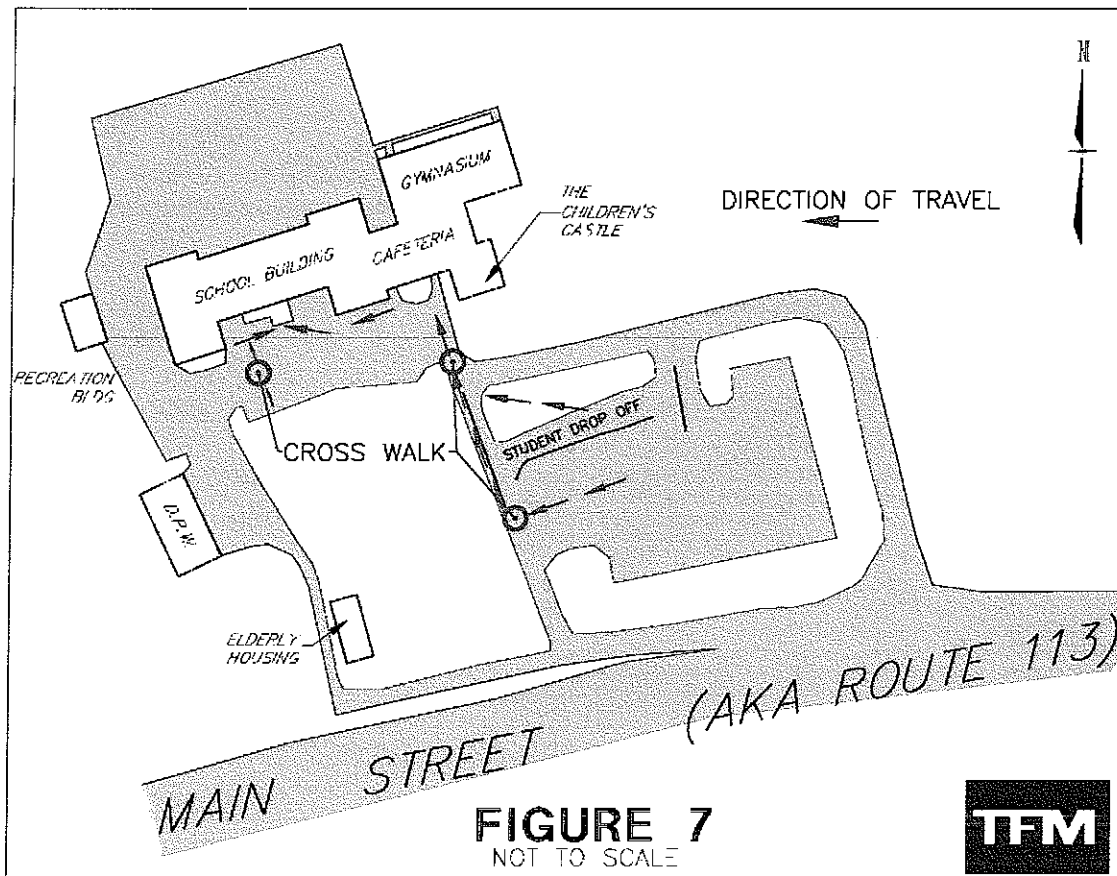 N
GYMNASIUM
THE
CHILDREN'S
CASTLE
DIRECTION OF TRAVEL
SCHOOL BUILDING
CAFETERIA
RECREATION
BLDG
STUDENT DROP OFF
CROSS WALK
D.P.W.
ELDERLY
HOUSING
MAIN STREET (AKA ROUTE 113)
FIGURE 7
NOT TO SCALE
TFM